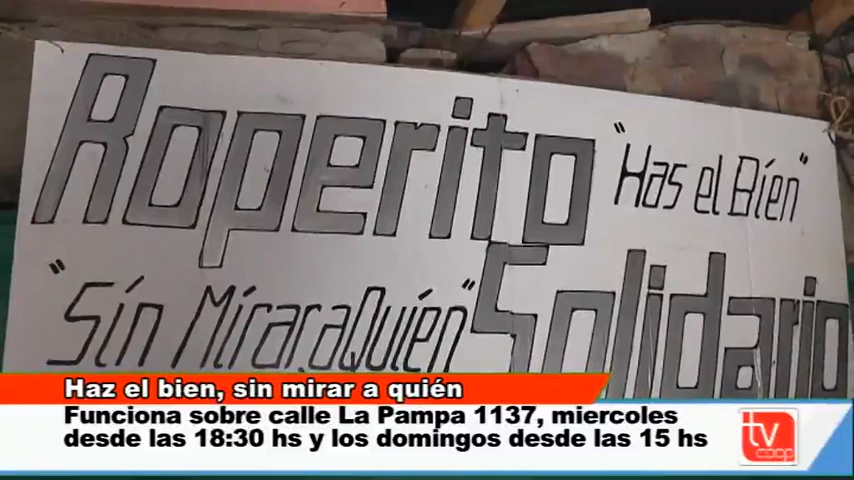 Roperito "Has el Bien"
"Sin Mirar a Quién" Solidario
Haz el bien, sin mirar a quién
Funciona sobre calle La Pampa 1137, miercoles
desde las 18:30 hs y los domingos desde las 15 hs
tv
coop